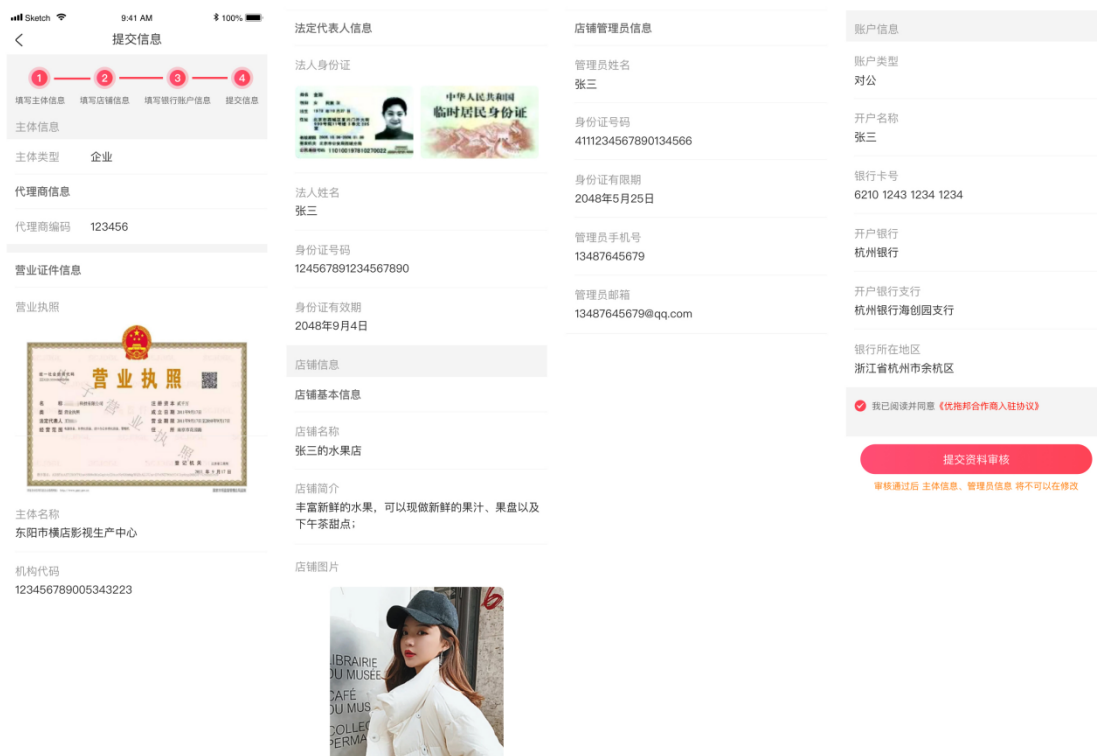 Sketch
9:41 AM
100%
提交信息
1
2
3
4
填写主体信息
填写店铺信息
填写银行账户信息
提交信息
主体信息
主体类型 企业
代理商信息
代理商编码 123456
营业证件信息
营业执照
营业执照
主体名称
东阳市横店影视生产中心
机构代码
123456789005343223
法定代表人信息
法人身份证
中华人民共和国
临时居民身份证
法人姓名
张三
身份证号码
124567891234567890
身份证有效期
2048年9月4日
店铺信息
店铺基本信息
店铺名称
张三的水果店
店铺简介
丰富新鲜的水果，可以现做新鲜的果汁、果盘以及
下午茶甜点；
店铺图片
LIBRAIRIE
DU MUSÉE
CAFÉ
DU MUS
COLLE
PERMA
店铺管理员信息
管理员姓名
张三
身份证号码
4111234567890134566
身份证有限期
2048年5月25日
管理员手机号
13487645679
管理员邮箱
13487645679@qq.com
账户信息
账户类型
对公
开户名称
张三
银行卡号
6210 1243 1234 1234
开户银行
杭州银行
开户银行支行
杭州银行海创园支行
银行所在地区
浙江省杭州市余杭区
我已阅读并同意《优拖邦合作商入驻协议》
提交资料审核
审核通过后 主体信息、管理员信息 将不可以在修改